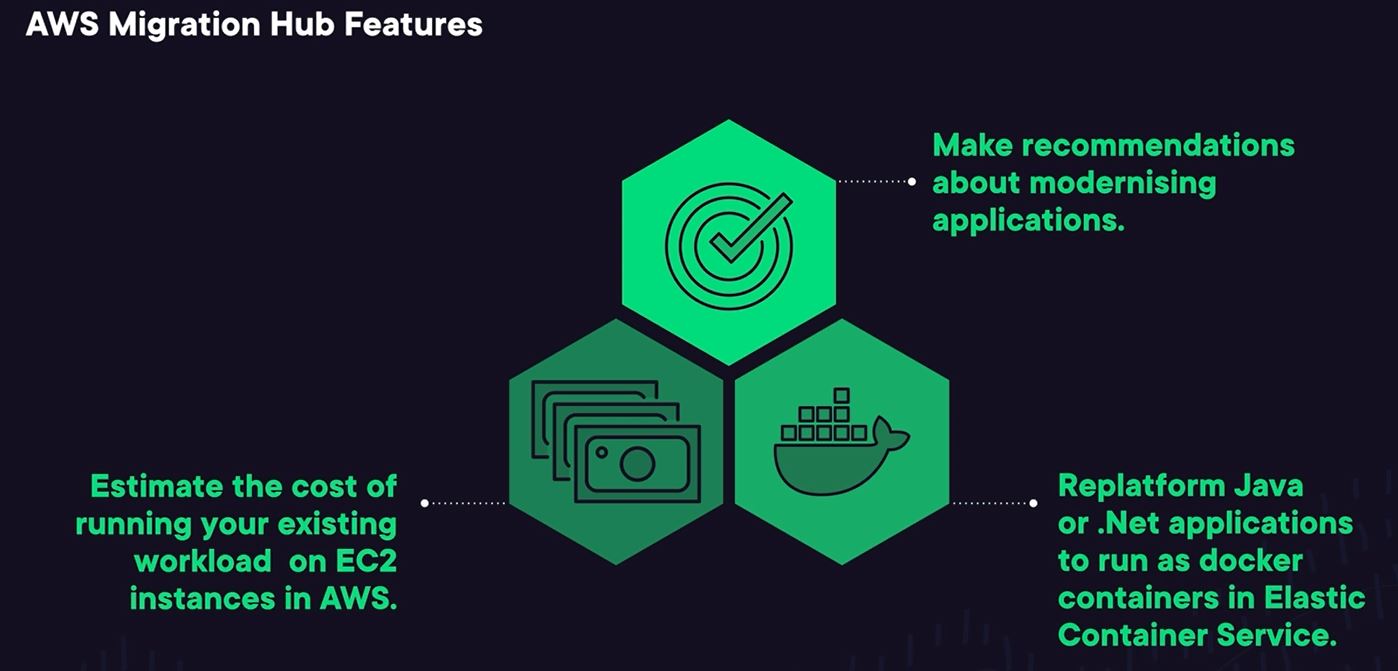 AWS Migration Hub Features
Make recommendations
about modernising
applications.
Estimate the cost of
running your existing
workload  on EC2
instances in AWS.
Replatform Java
or .Net applications
to run as docker
containers in Elastic
Container Service.